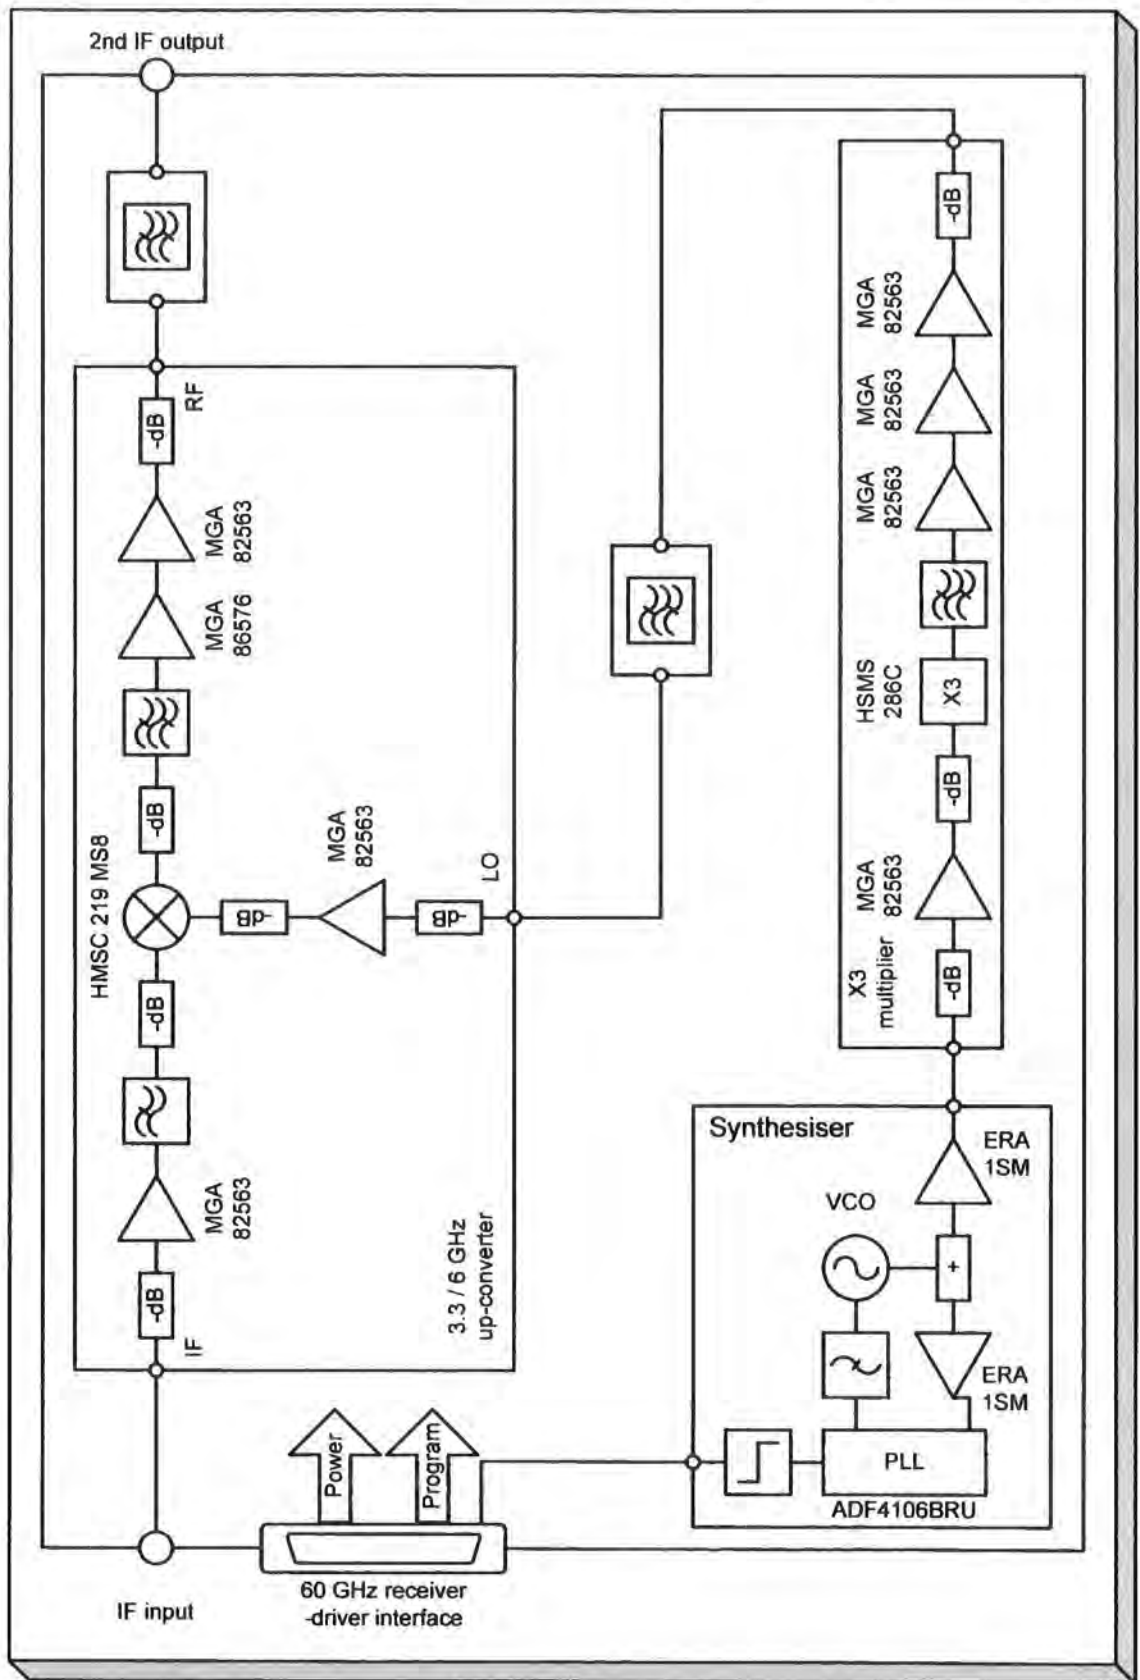 2nd IF output
-dB
RF
MGA
82563
MGA
86576
-dB
HMSC 219 MS8
-dB
MGA
82563
-dB
-dB
LO
-dB
MGA
82563
-dB
IF
3.3 / 6 GHz
up-converter
-dB
MGA
82563
MGA
82563
MGA
82563
HSMS
286C
X3
-dB
MGA
82563
-dB
X3
multiplier
Synthesiser
ERA
1SM
VCO
+
ERA
1SM
PLL
ADF4106BRU
Power
Program
60 GHz receiver
-driver interface
IF input